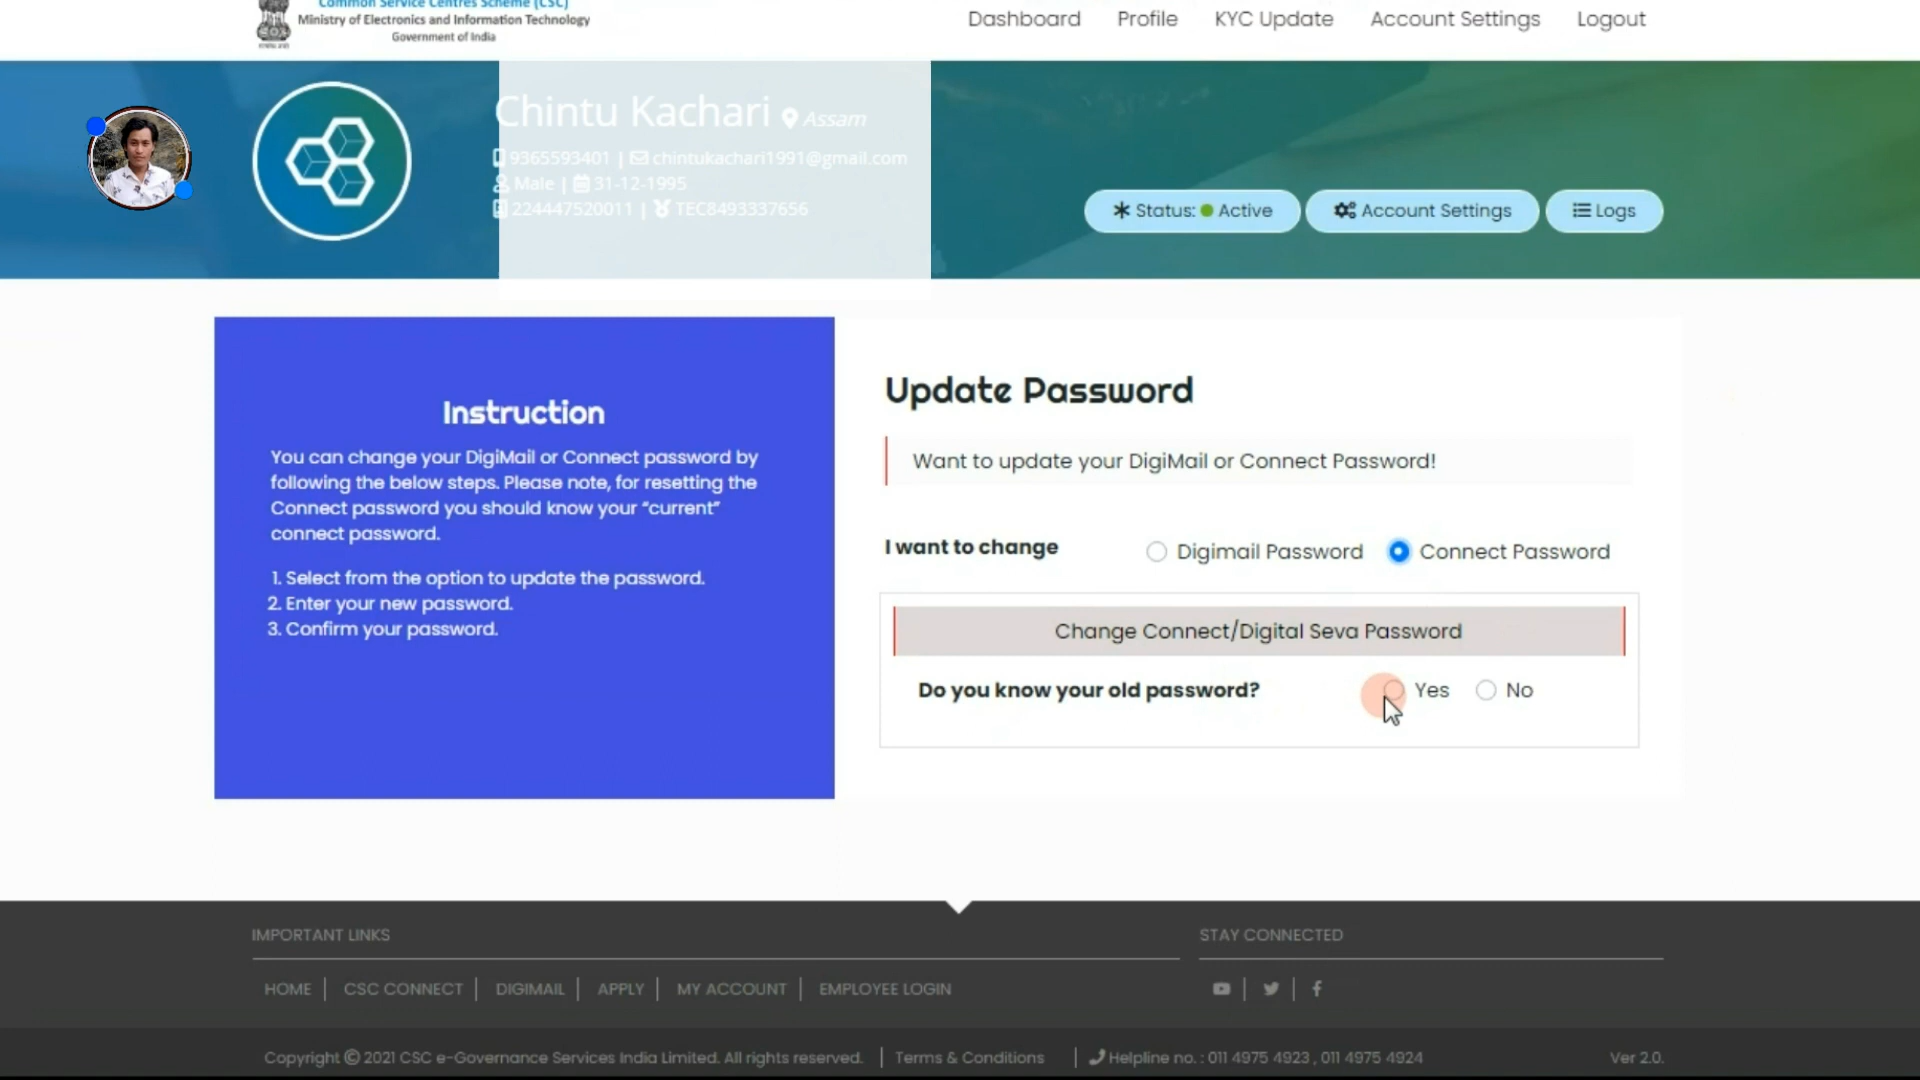 Common Service Centres Scheme (CSC)
Ministry of Electronics and Information Technology
Government of India
Dashboard Profile KYC Update Account Settings Logout
Chintu Kachari Assam
9365593401 | chintukachari1991@gmail.com
Male | 31-12-1995
224447520011 | TEC8493337656
Status: Active Account Settings Logs
Instruction
You can change your DigiMail or Connect password by
following the below steps. Please note, for resetting the
Connect password you should know your “current”
connect password.
1. Select from the option to update the password.
2. Enter your new password.
3. Confirm your password.
Update Password
Want to update your DigiMail or Connect Password!
I want to change Digimail Password Connect Password
Change Connect/Digital Seva Password
Do you know your old password? Yes No
IMPORTANT LINKS
HOME | CSC CONNECT | DIGIMAIL | APPLY | MY ACCOUNT | EMPLOYEE LOGIN
STAY CONNECTED
Copyright © 2021 CSC e-Governance Services India Limited. All rights reserved. | Terms & Conditions | Helpline no. : 011 4975 4923 , 011 4975 4924 Ver 2.0.